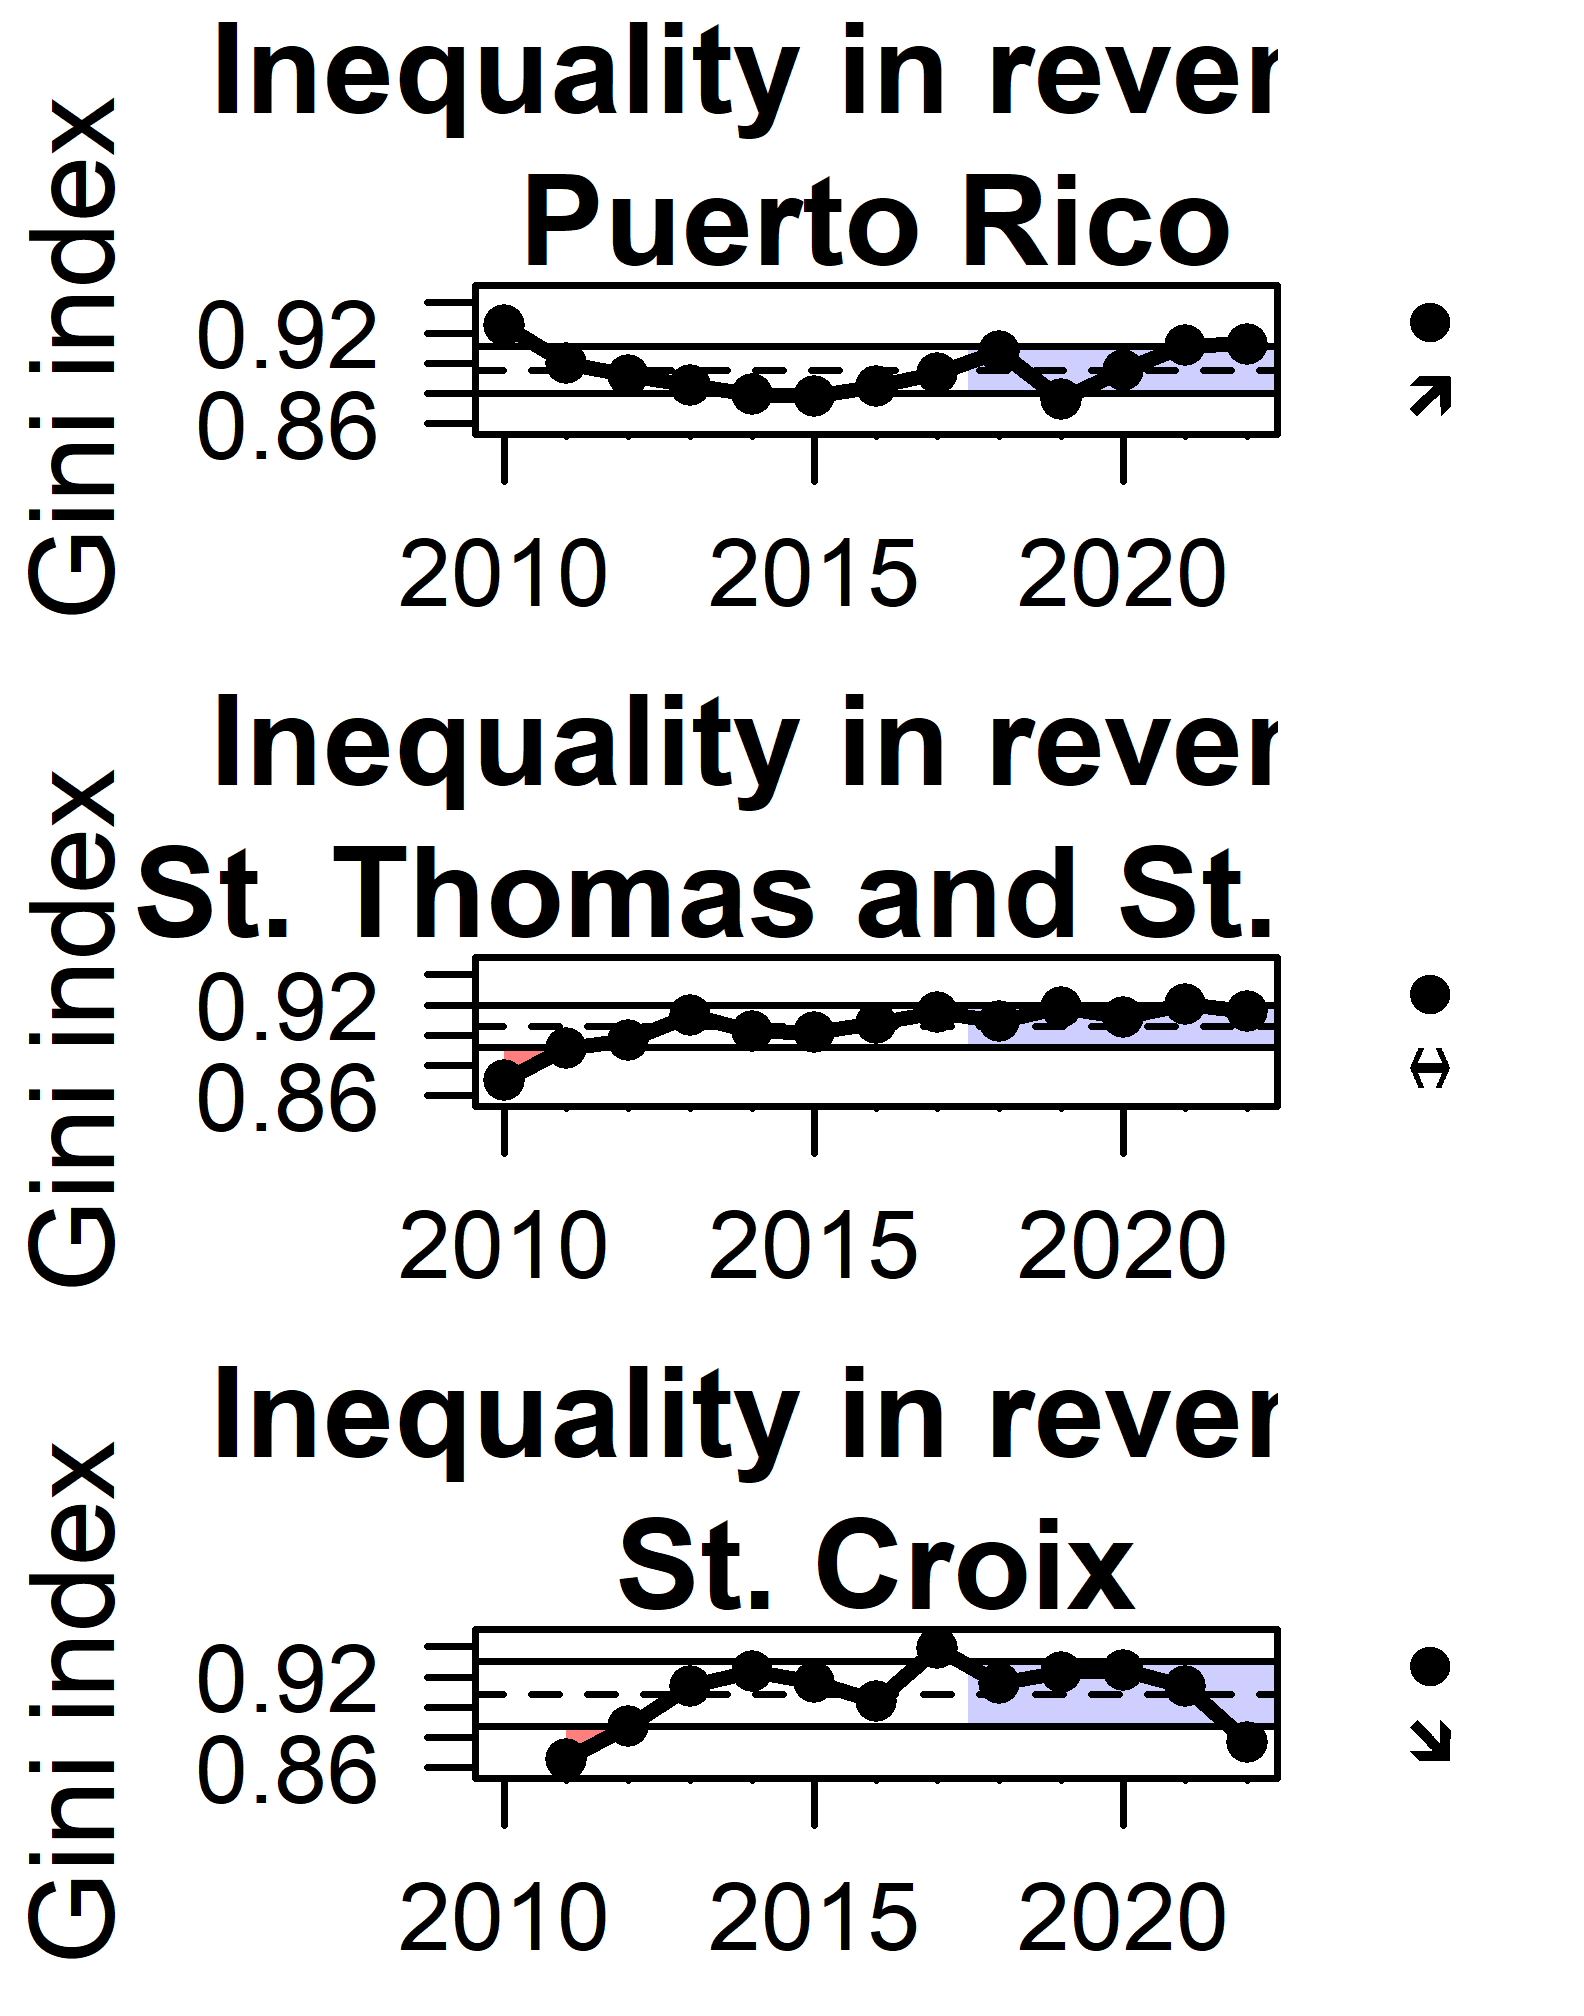 Inequality in rever
Puerto Rico
Gini index
0.92
0.86
2010 2015 2020
Inequality in rever
St. Thomas and St.
Gini index
0.92
0.86
2010 2015 2020
Inequality in rever
St. Croix
Gini index
0.92
0.86
2010 2015 2020